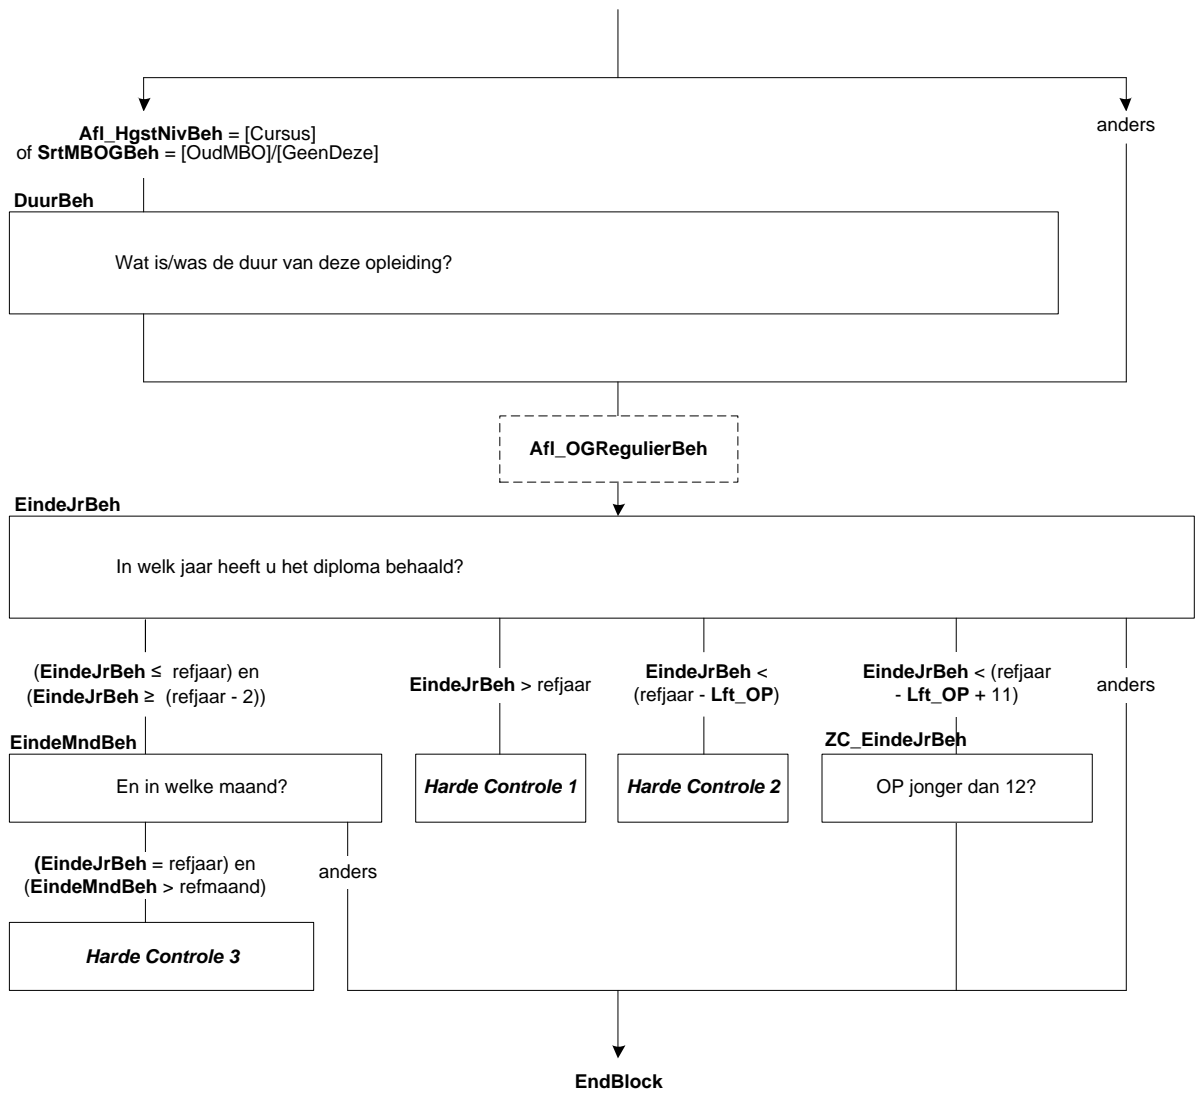 Afl_HgstNivBeh = [Cursus]
of SrtMBOGBeh = [OudMBO]/[GeenDeze]
anders
DuurBeh
Wat is/was de duur van deze opleiding?
Afl_OGRegulierBeh
EindeJrBeh
In welk jaar heeft u het diploma behaald?
(EindeJrBeh ≤ refjaar) en
(EindeJrBeh ≥ (refjaar - 2))
EindeJrBeh > refjaar
EindeJrBeh <
(refjaar - Lft_OP)
EindeJrBeh < (refjaar
- Lft_OP + 11)
anders
EindeMndBeh
En in welke maand?
Harde Controle 1
Harde Controle 2
ZC_EindeJrBeh
OP jonger dan 12?
(EindeJrBeh = refjaar) en
(EindeMndBeh > refmaand)
anders
Harde Controle 3
EndBlock